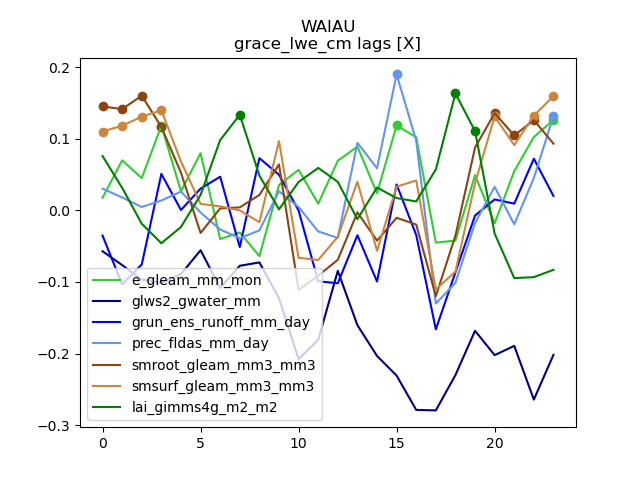 WAIAU
grace_lwe_cm lags [X]
0.2
0.1
0.0
−0.1
−0.2
−0.3
e_gleam_mm_mon
glws2_gwater_mm
grun_ens_runoff_mm_day
prec_fldas_mm_day
smroot_gleam_mm3_mm3
smsurf_gleam_mm3_mm3
lai_gimms4g_m2_m2
0 5 10 15 20